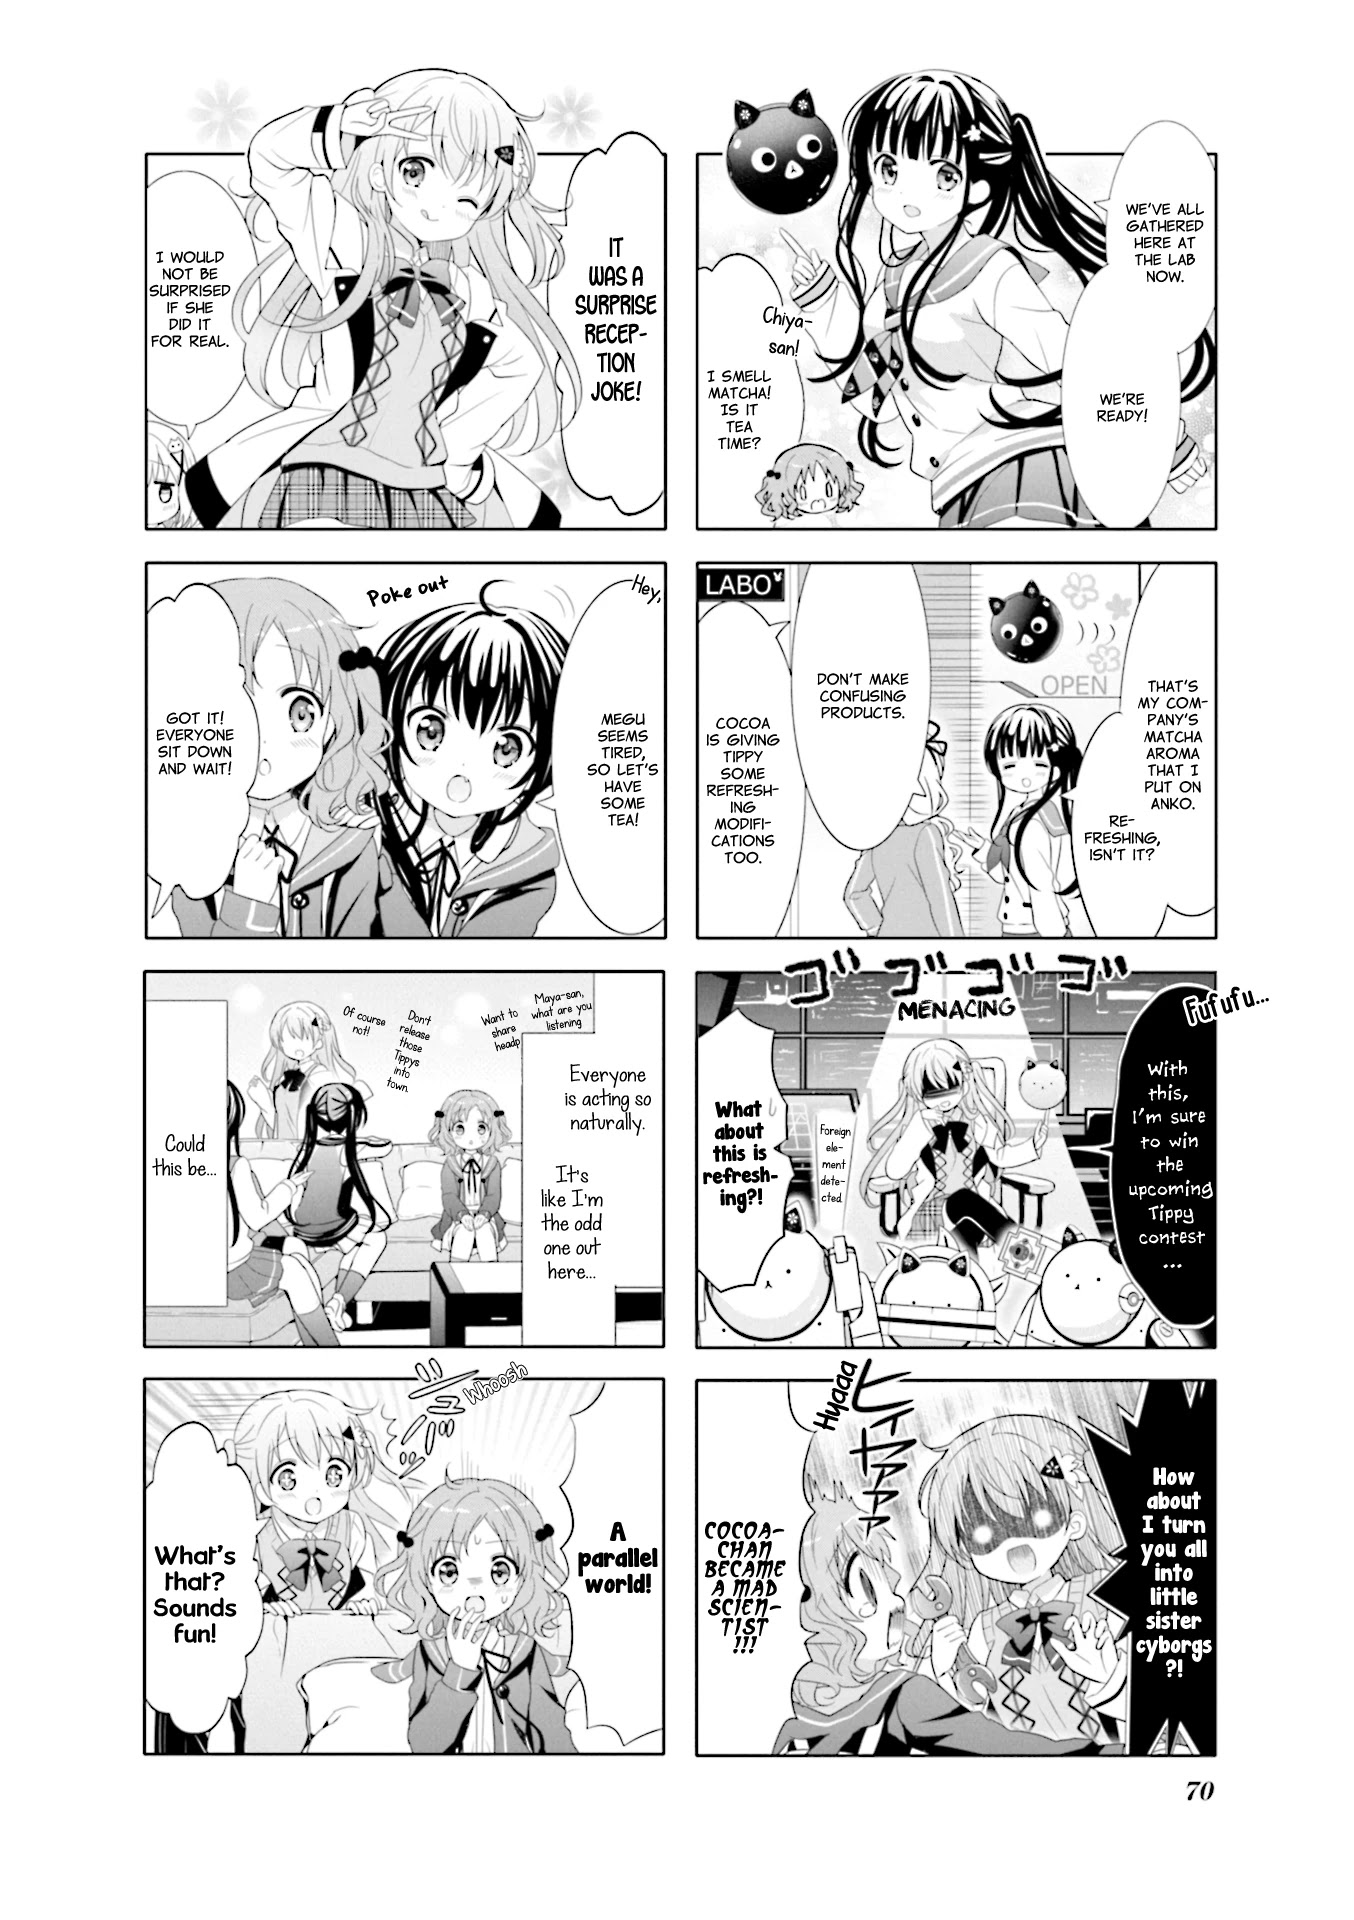 WE'VE ALL
GATHERED
HERE AT
THE LAB
NOW.
WE'RE
READY!
Chiya-
san!
I SMELL
MATCHA!
IS IT
TEA
TIME?
LABO
OPEN
THAT'S
MY COM-
PANY'S
MATCHA
AROMA
THAT I
PUT ON
ANKO.
RE-
FRESHING,
ISN'T IT?
DON'T MAKE
CONFUSING
PRODUCTS.
COCOA
IS GIVING
TIPPY
SOME
REFRESH-
ING
MODIFI-
CATIONS
TOO.
ゴゴゴゴ
MENACING
Fufufu...
With
this,
I'm sure
to win
the
upcoming
Tippy
contest
...
Foreign
ele-
ment
dete-
cted
What
about
this is
refresh-
ing?!
How
about
I turn
you all
into
little
sister
cyborgs
?!
ヒィヤァァァ
Hyaaa
COCOA-
CHAN
BECAME
A MAD
SCIEN-
TIST
!!!
IT
WAS A
SURPRISE
RECEP-
TION
JOKE!
I WOULD
NOT BE
SURPRISED
IF SHE
DID IT
FOR REAL.
Hey,
MEGU
SEEMS
TIRED,
SO LET'S
HAVE
SOME
TEA!
Poke out
GOT IT!
EVERYONE
SIT DOWN
AND WAIT!
Maya-san,
what are you
listening
Want to
share
headp
Don't
release
those
Tippys
into
town.
Of course
not!
Everyone
is acting so
naturally.
It's
like I'm
the odd
one out
here...
Could
this be...
A
parallel
world!
Whoosh
What's
that?
Sounds
fun!
70